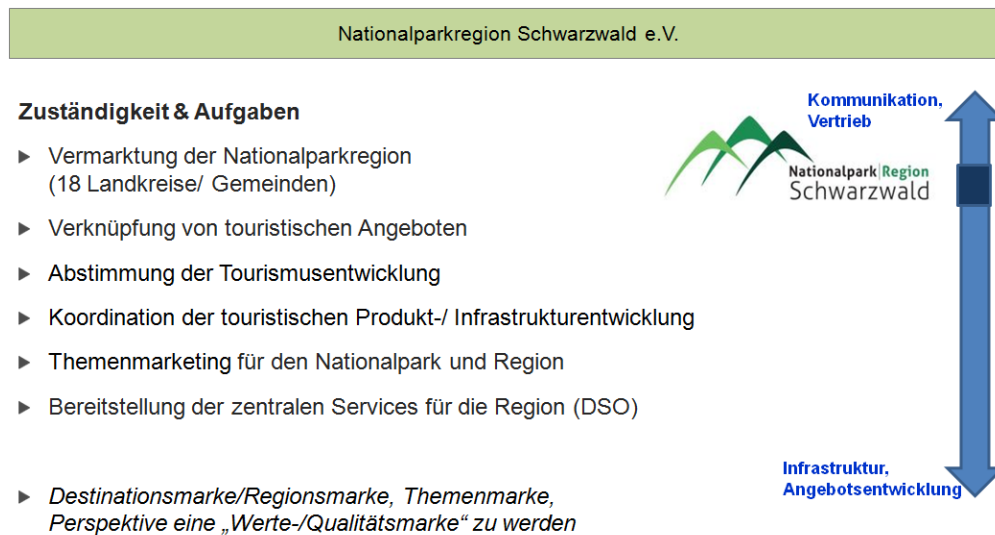 Nationalparkregion Schwarzwald e.V.
Zuständigkeit & Aufgaben
Kommunikation,
Vertrieb
Vermarktung der Nationalparkregion
(18 Landkreise/ Gemeinden)
Nationalpark|Region
Schwarzwald
Verknüpfung von touristischen Angeboten
Abstimmung der Tourismusentwicklung
Koordination der touristischen Produkt-/ Infrastrukturentwicklung
Themenmarketing für den Nationalpark und Region
Bereitstellung der zentralen Services für die Region (DSO)
Infrastruktur,
Angebotsentwicklung
Destinationsmarke/Regionsmarke, Themenmarke,
Perspektive eine „Werte-/Qualitätsmarke“ zu werden